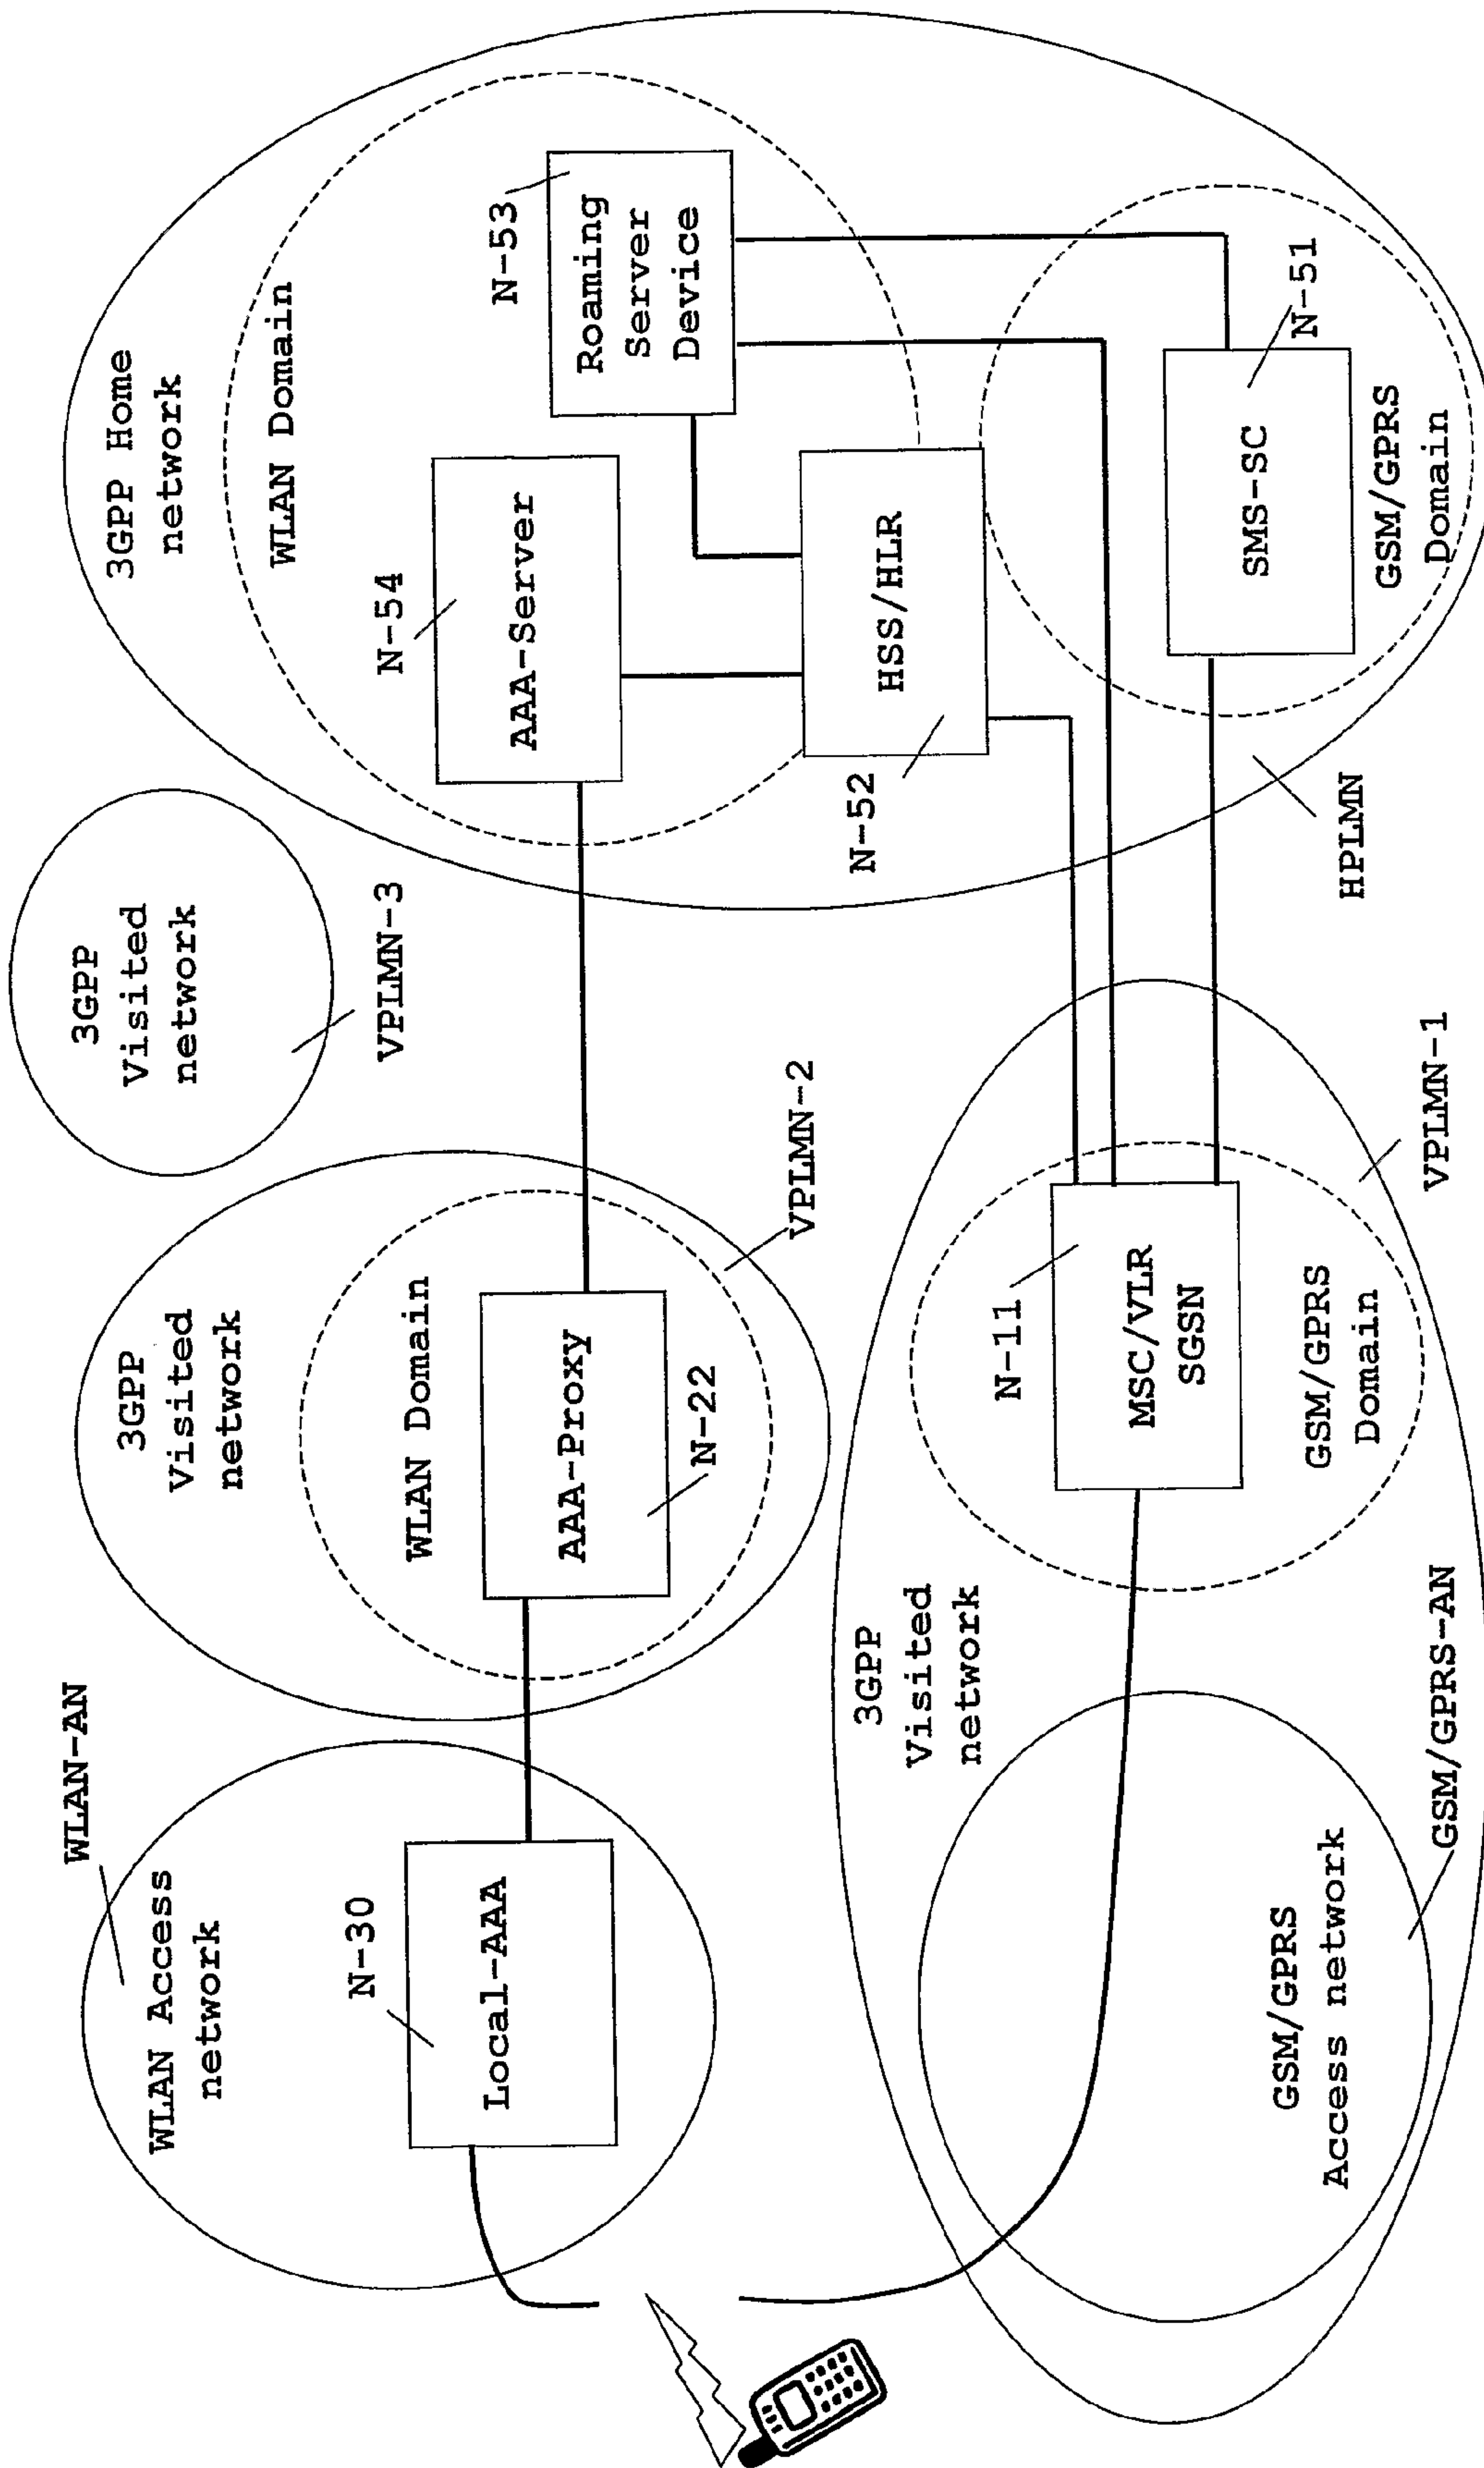 WLAN-AN
WLAN Access
network
N-30
Local-AAA
3GPP
Visited
network
WLAN Domain
AAA-Proxy
N-22
VPLMN-2
3GPP
Visited
network
VPLMN-3
3GPP Home
network
WLAN Domain
N-54
AAA-Server
N-53
Roaming
Server
Device
HSS/HLR
N-52
SMS-SC
N-51
GSM/GPRS
Domain
HPLMN
3GPP
Visited
network
N-11
MSC/VLR
SGSN
GSM/GPRS
Domain
VPLMN-1
GSM/GPRS
Access network
GSM/GPRS-AN